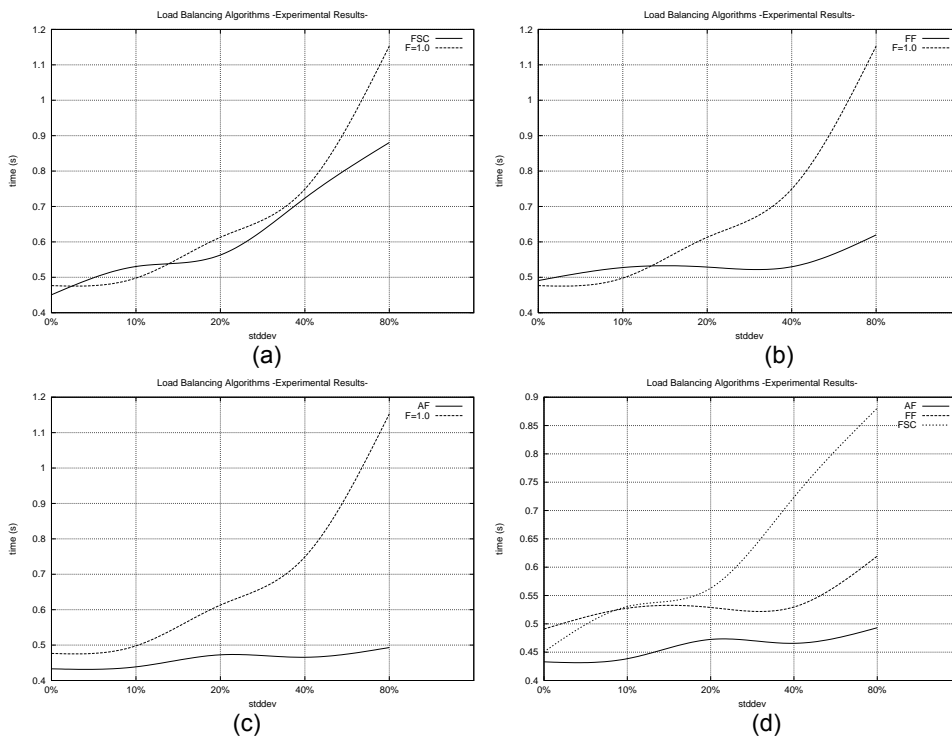 Load Balancing Algorithms -Experimental Results-
1.2
1.1
1
0.9
0.8
0.7
0.6
0.5
0.4
time (s)
FSC
F=1.0
0%
10%
20%
40%
80%
stddev
(a)
Load Balancing Algorithms -Experimental Results-
1.2
1.1
1
0.9
0.8
0.7
0.6
0.5
0.4
time (s)
FF
F=1.0
0%
10%
20%
40%
80%
stddev
(b)
Load Balancing Algorithms -Experimental Results-
1.2
1.1
1
0.9
0.8
0.7
0.6
0.5
0.4
time (s)
AF
F=1.0
0%
10%
20%
40%
80%
stddev
(c)
Load Balancing Algorithms -Experimental Results-
0.9
0.85
0.8
0.75
0.7
0.65
0.6
0.55
0.5
0.45
0.4
time (s)
AF
FF
FSC
0%
10%
20%
40%
80%
stddev
(d)